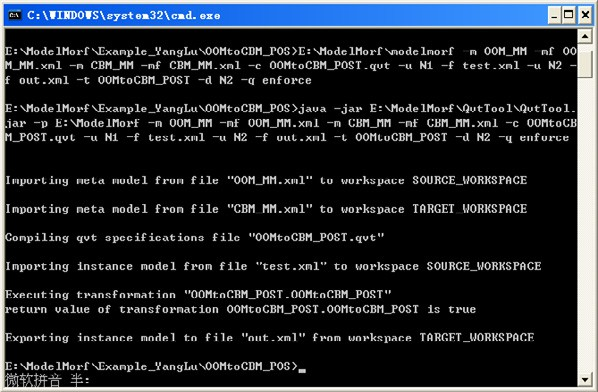 C:\WINDOWS\system32\cmd.exe
E:\ModelMorf\Example_YangLu\OOMtoCBM_POS>E:\ModelMorf\modelmorf -m OOM_MM -mf OO
M_MM.xml -m CBM_MM -mf CBM_MM.xml -c OOMtoCBM_POST.qvt -u N1 -f test.xml -u N2 -
f out.xml -t OOMtoCBM_POST -d N2 -q enforce
E:\ModelMorf\Example_YangLu\OOMtoCBM_POS>java -jar E:\ModelMorf\QvtTool\QvtTool.
jar -p E:\ModelMorf -m OOM_MM -mf OOM_MM.xml -m CBM_MM -mf CBM_MM.xml -c OOMtoCB
M_POST.qvt -u N1 -f test.xml -u N2 -f out.xml -t OOMtoCBM_POST -d N2 -q enforce
Importing meta model from file "OOM_MM.xml" to workspace SOURCE_WORKSPACE
Importing meta model from file "CBM_MM.xml" to workspace TARGET_WORKSPACE
Compiling qvt specifications file "OOMtoCBM_POST.qvt"
Importing instance model from file "test.xml" to workspace SOURCE_WORKSPACE
Executing transformation "OOMtoCBM_POST.OOMtoCBM_POST"
return value of transformation OOMtoCBM_POST.OOMtoCBM_POST is true
Exporting instance model to file "out.xml" from workspace TARGET_WORKSPACE
E:\ModelMorf\Example_YangLu\OOMtoCBM_POS>_
微软拼音 半: